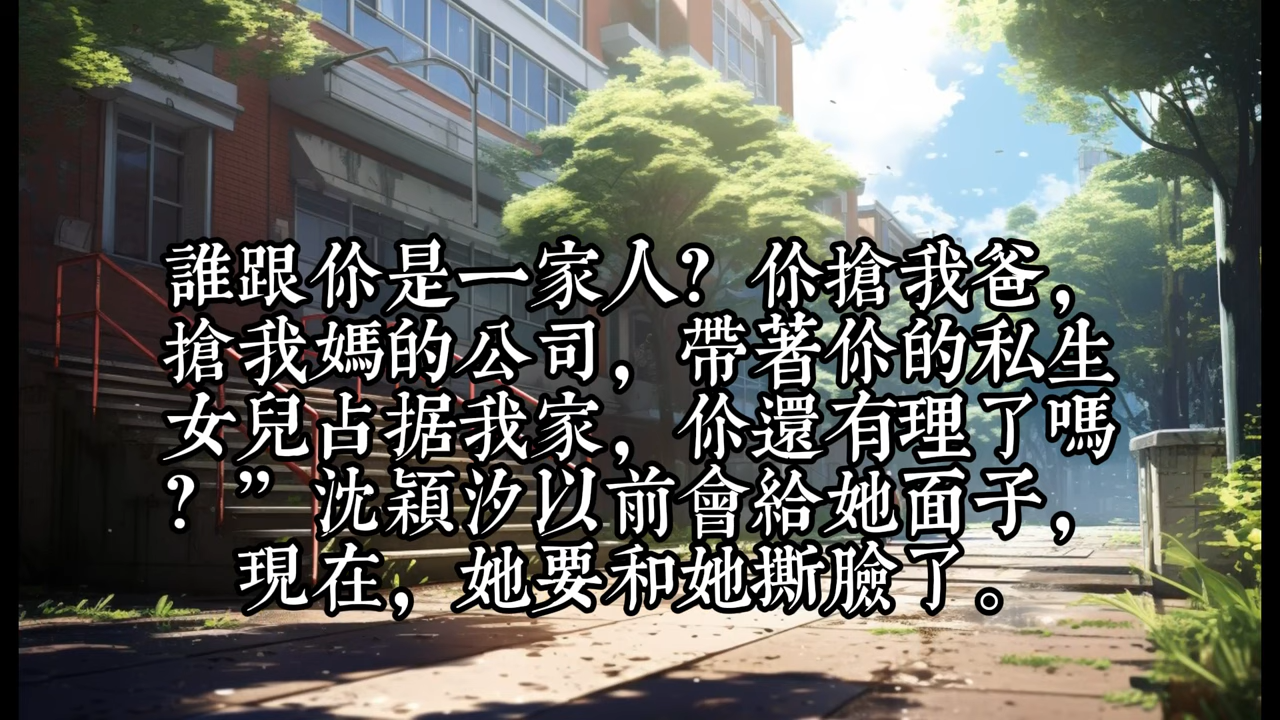 誰跟你是一家人？你搶我爸，
搶我媽的公司，帶著你的私生
女兒占据我家，你還有理了嗎
？”沈穎汐以前會給她面子，
現在，她要和她撕臉了。